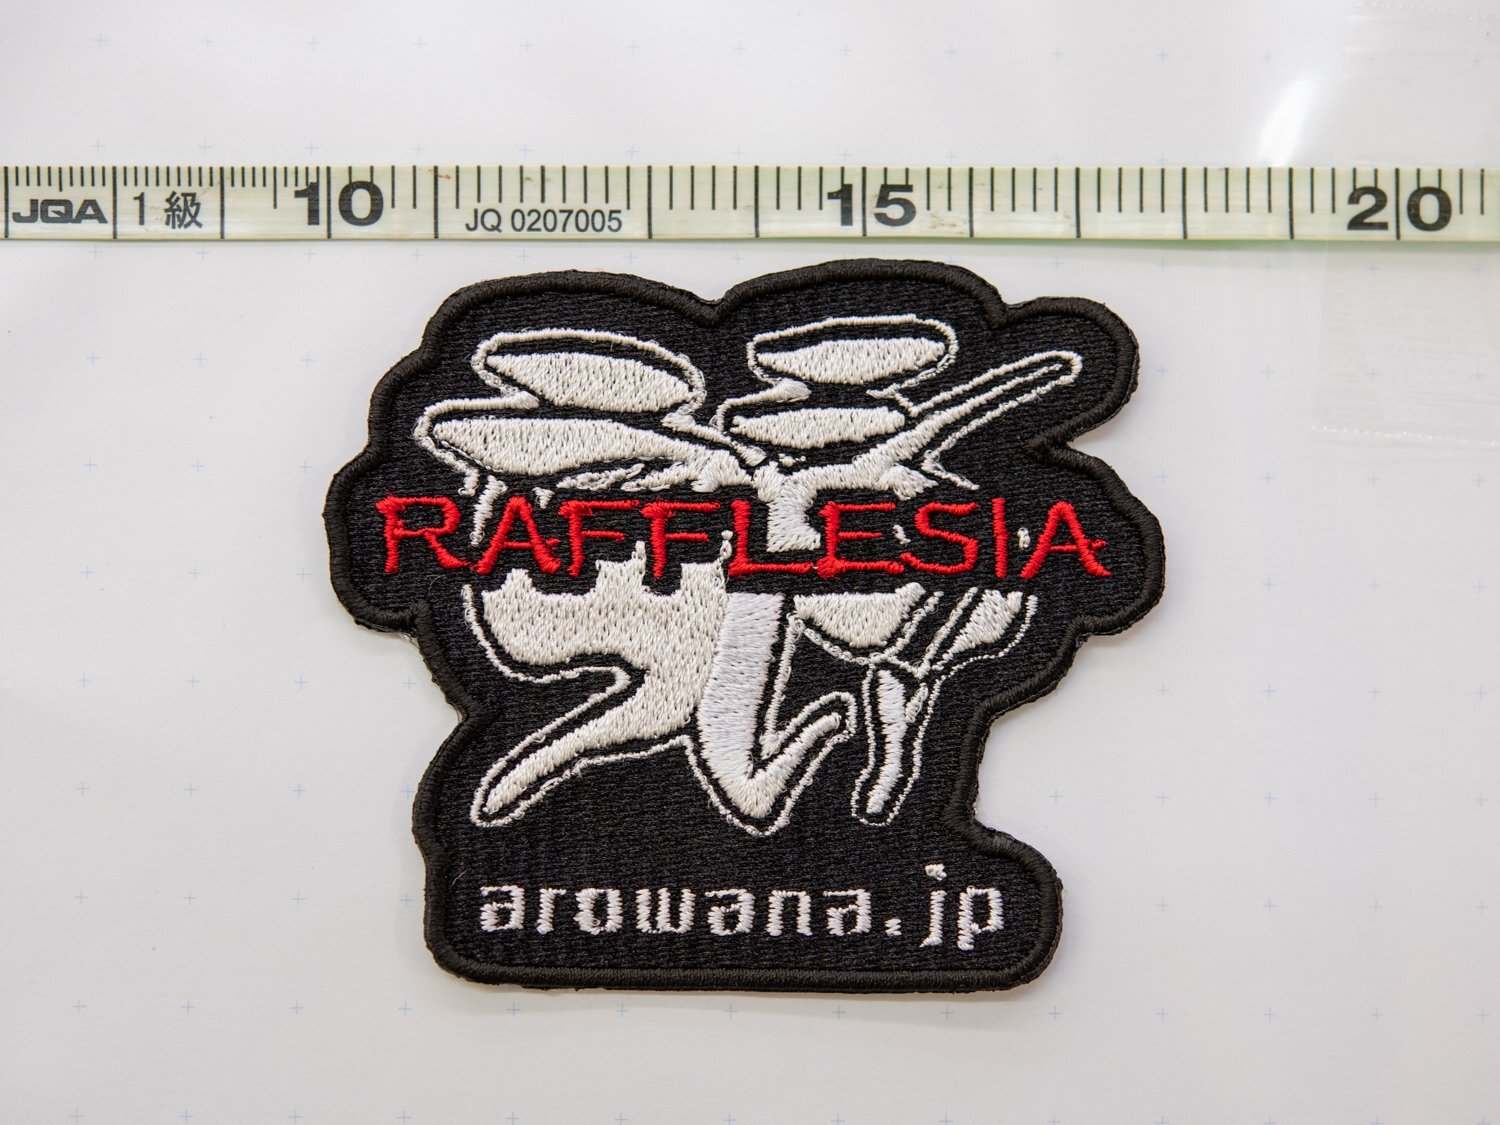 JQA 1級 10 JQ 0207005 15 20
RAFFLESIA
arowana.jp